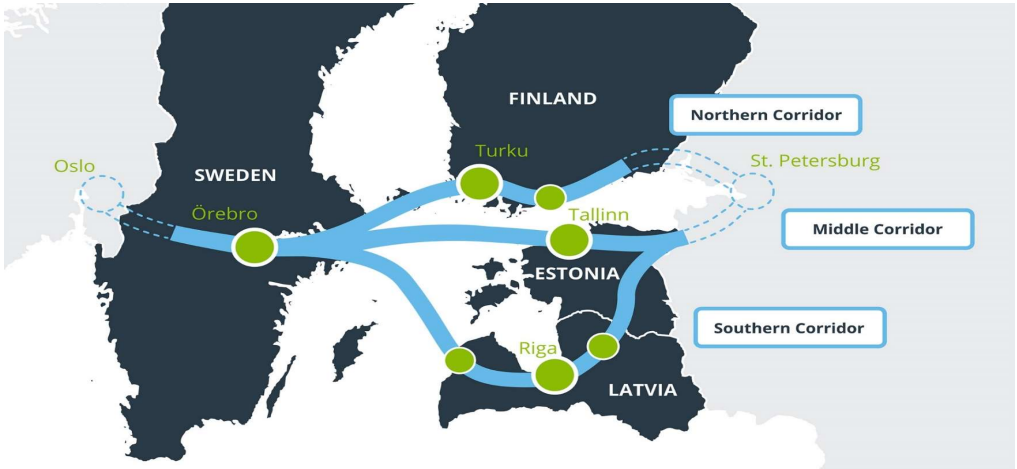 FINLAND
Northern Corridor
Turku
St. Petersburg
Oslo
SWEDEN
Örebro
Tallinn
Middle Corridor
ESTONIA
Southern Corridor
Riga
LATVIA